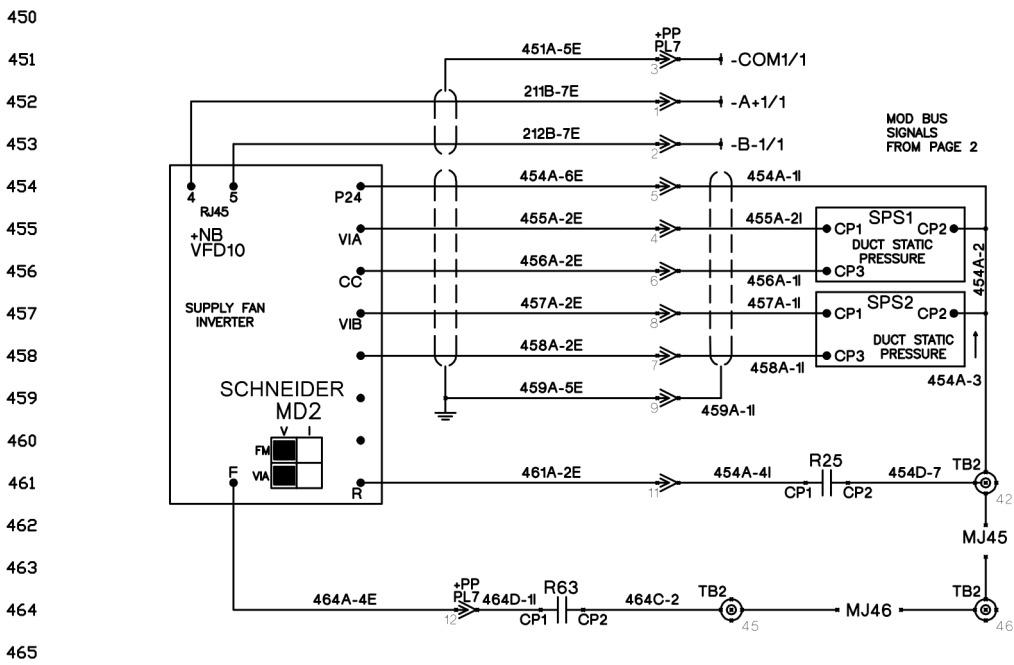 450
+PP
PL7
451
451A-5E
3
-COM1/1
452
211B-7E
1
-A+1/1
MOD BUS
SIGNALS
FROM PAGE 2
453
212B-7E
2
-B-1/1
454
4
5
P24
454A-6E
5
454A-1I
RJ45
+NB
VFD10
455
VIA
455A-2E
4
455A-2I
CP1
SPS1
CP2
DUCT STATIC
PRESSURE
454A-2
456
CC
456A-2E
6
456A-1I
CP3
SUPPLY FAN
INVERTER
457
VIB
457A-2E
8
457A-1I
CP1
SPS2
CP2
DUCT STATIC
PRESSURE
458
458A-2E
7
458A-1I
CP3
454A-3
SCHNEIDER
MD2
459
459A-5E
9
459A-1I
V
I
460
FM
VIA
461
F
R
461A-2E
11
454A-4I
R25
CP1
CP2
454D-7
TB2
42
462
MJ45
463
464
464A-4E
+PP
PL7
12
464D-1I
R63
CP1
CP2
464C-2
TB2
45
MJ46
TB2
46
465